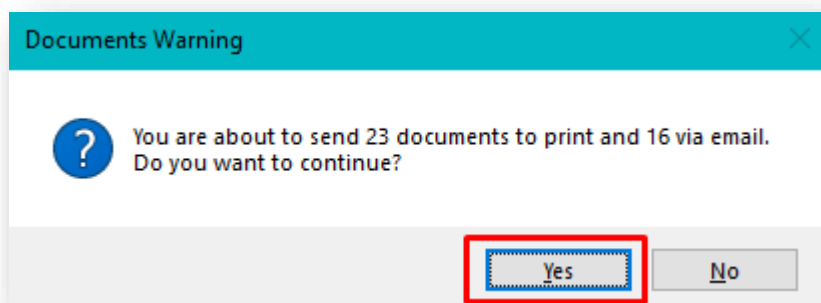 Documents Warning
?
You are about to send 23 documents to print and 16 via email.
Do you want to continue?
Yes
No